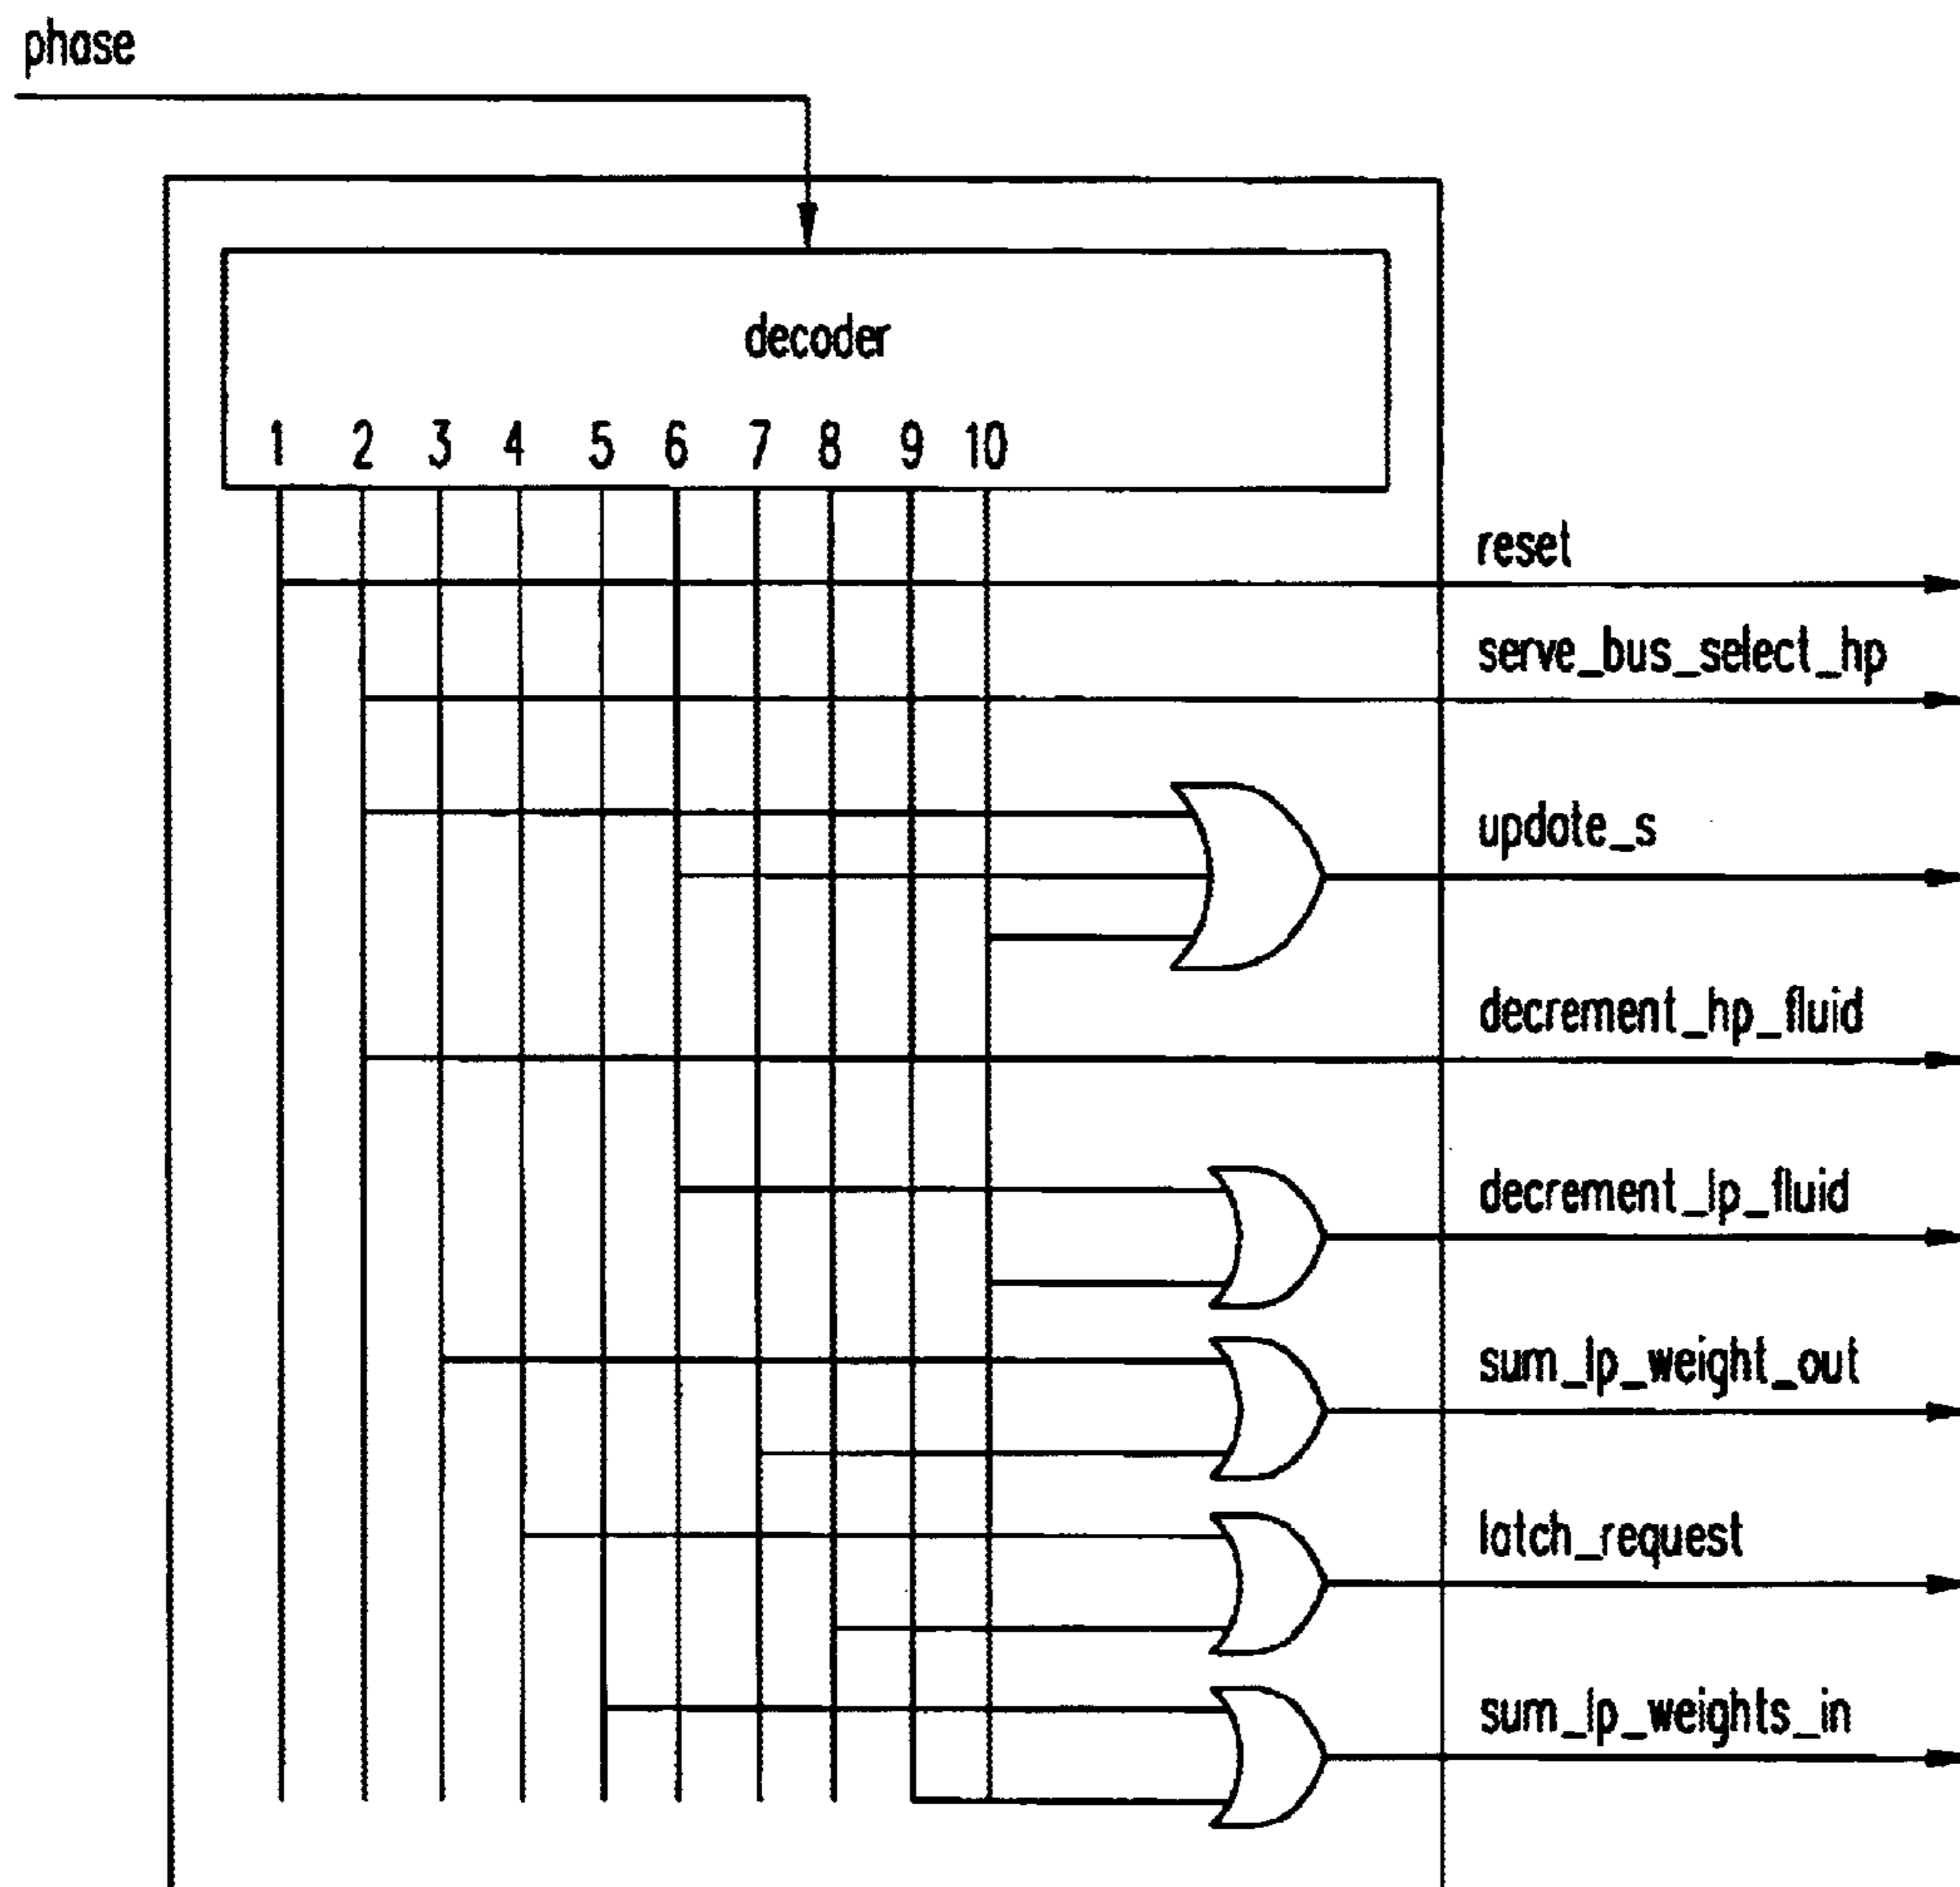 phase
decoder
1 2 3 4 5 6 7 8 9 10
reset
serve_bus_select_hp
update_s
decrement_hp_fluid
decrement_lp_fluid
sum_lp_weight_out
latch_request
sum_lp_weights_in